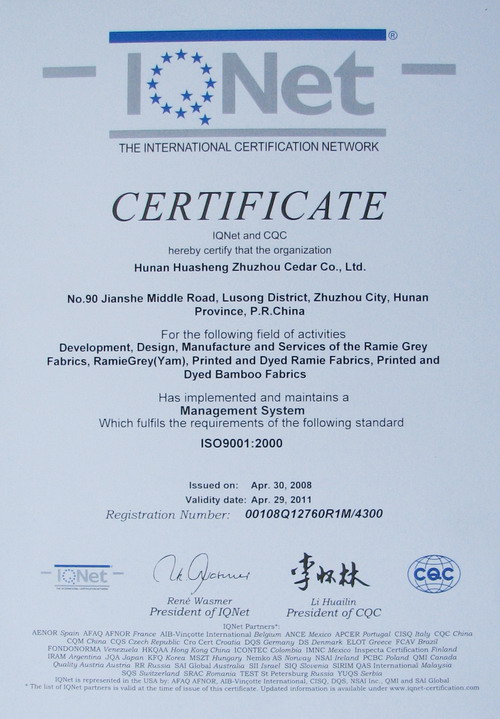 IQNet ®
THE INTERNATIONAL CERTIFICATION NETWORK
CERTIFICATE
IQNet and CQC
hereby certify that the organization
Hunan Huasheng Zhuzhou Cedar Co., Ltd.
No.90 Jianshe Middle Road, Lusong District, Zhuzhou City, Hunan
Province, P.R.China
For the following field of activities
Development, Design, Manufacture and Services of the Ramie Grey
Fabrics, RamieGrey(Yam), Printed and Dyed Ramie Fabrics, Printed and
Dyed Bamboo Fabrics
Has implemented and maintains a
Management System
Which fulfils the requirements of the following standard
ISO9001:2000
Issued on: Apr. 30, 2008
Validity date: Apr. 29, 2011
Registration Number: 00108Q12760R1M/4300
IQNet
李怀林
CQC
René Wasmer
Li Huailin
President of IQNet
President of CQC
IQNet Partners*:
AENOR Spain AFAQ AFNOR France AIB-Vinçotte International Belgium ANCE Mexico APCER Portugal CISQ Italy CQC China
CQM China CQS Czech Republic Cro Cert Croatia DQS Germany DS Denmark ELOT Greece FCAV Brazil
FONDONORMA Venezuela HKQAA Hong Kong China ICONTEC Colombia IMNC Mexico Inspecta Certification Finland
IRAM Argentina JQA Japan KFQ Korea MSZT Hungary Nemko AS Norway NSAI Ireland PCBC Poland QMI Canada
Quality Austria Austria RR Russia SAI Global Australia SII Israel SIQ Slovenia SIRIM QAS International Malaysia
SQS Switzerland SRAC Romania TEST St Petersburg Russia YUQS Serbia
IQNet is represented in the USA by: AFAQ AFNOR, AIB-Vinçotte International, CISQ, DQS, NSAI Inc., QMI and SAI Global
* The list of IQNet partners is valid at the time of issue of this certificate. Updated information is available under www.iqnet-certification.com